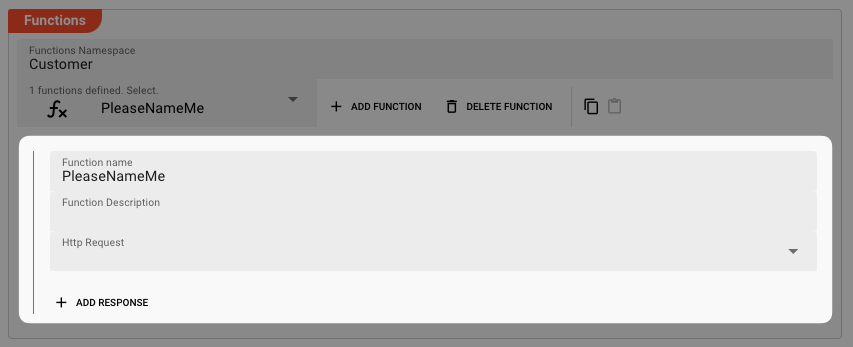 Functions
Functions Namespace
Customer
1 functions defined. Select.
fx PleaseNameMe
ADD FUNCTION
DELETE FUNCTION
Function name
PleaseNameMe
Function Description
Http Request
ADD RESPONSE